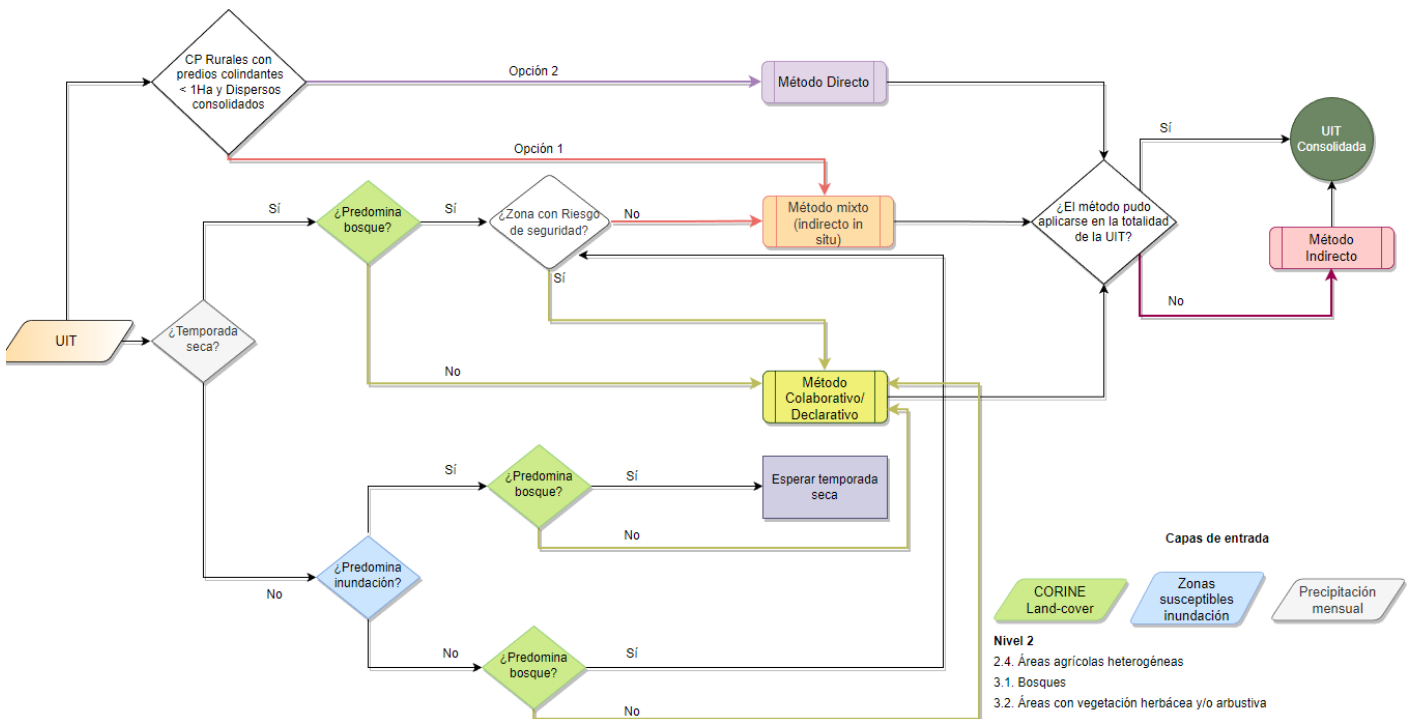 CP Rurales con
predios colindantes
< 1Ha y Dispersos
consolidados
Opción 2
Método Directo
Opción 1
Sí
UIT
Consolidada
Sí
¿Predomina
bosque?
Sí
¿Zona con Riesgo
de seguridad?
No
Método mixto
(indirecto in
situ)
¿El método pudo
aplicarse en la totalidad
de la UIT?
Método
Indirecto
Sí
No
UIT
¿Temporada
seca?
No
Método
Colaborativo/
Declarativo
Sí
¿Predomina
bosque?
Sí
Esperar temporada
seca
No
¿Predomina
inundación?
No
No
¿Predomina
bosque?
Sí
No
Capas de entrada
CORINE
Land-cover
Zonas
susceptibles
inundación
Precipitación
mensual
Nivel 2
2.4. Áreas agrícolas heterogéneas
3.1. Bosques
3.2. Áreas con vegetación herbácea y/o arbustiva